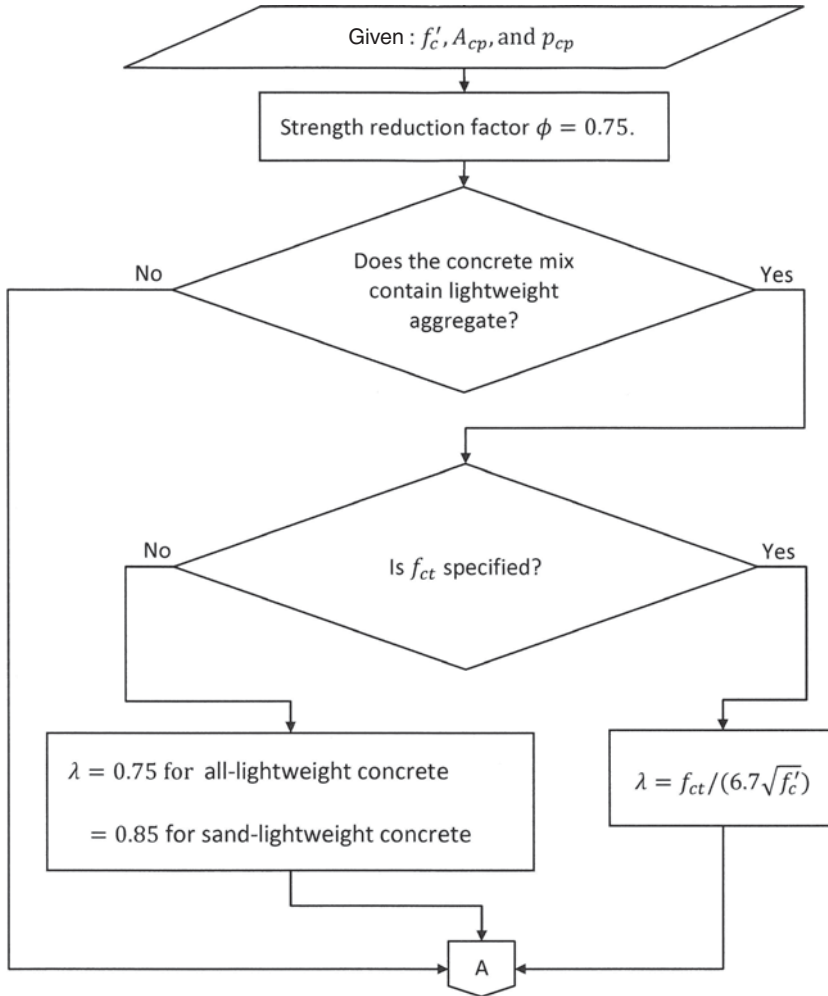 Given : f′c, Acp, and pcp
Strength reduction factor ϕ = 0.75.
Does the concrete mix
contain lightweight
aggregate?
No
Yes
Is fct specified?
No
Yes
λ = 0.75 for all-lightweight concrete
= 0.85 for sand-lightweight concrete
λ = fct/(6.7√f′c)
A